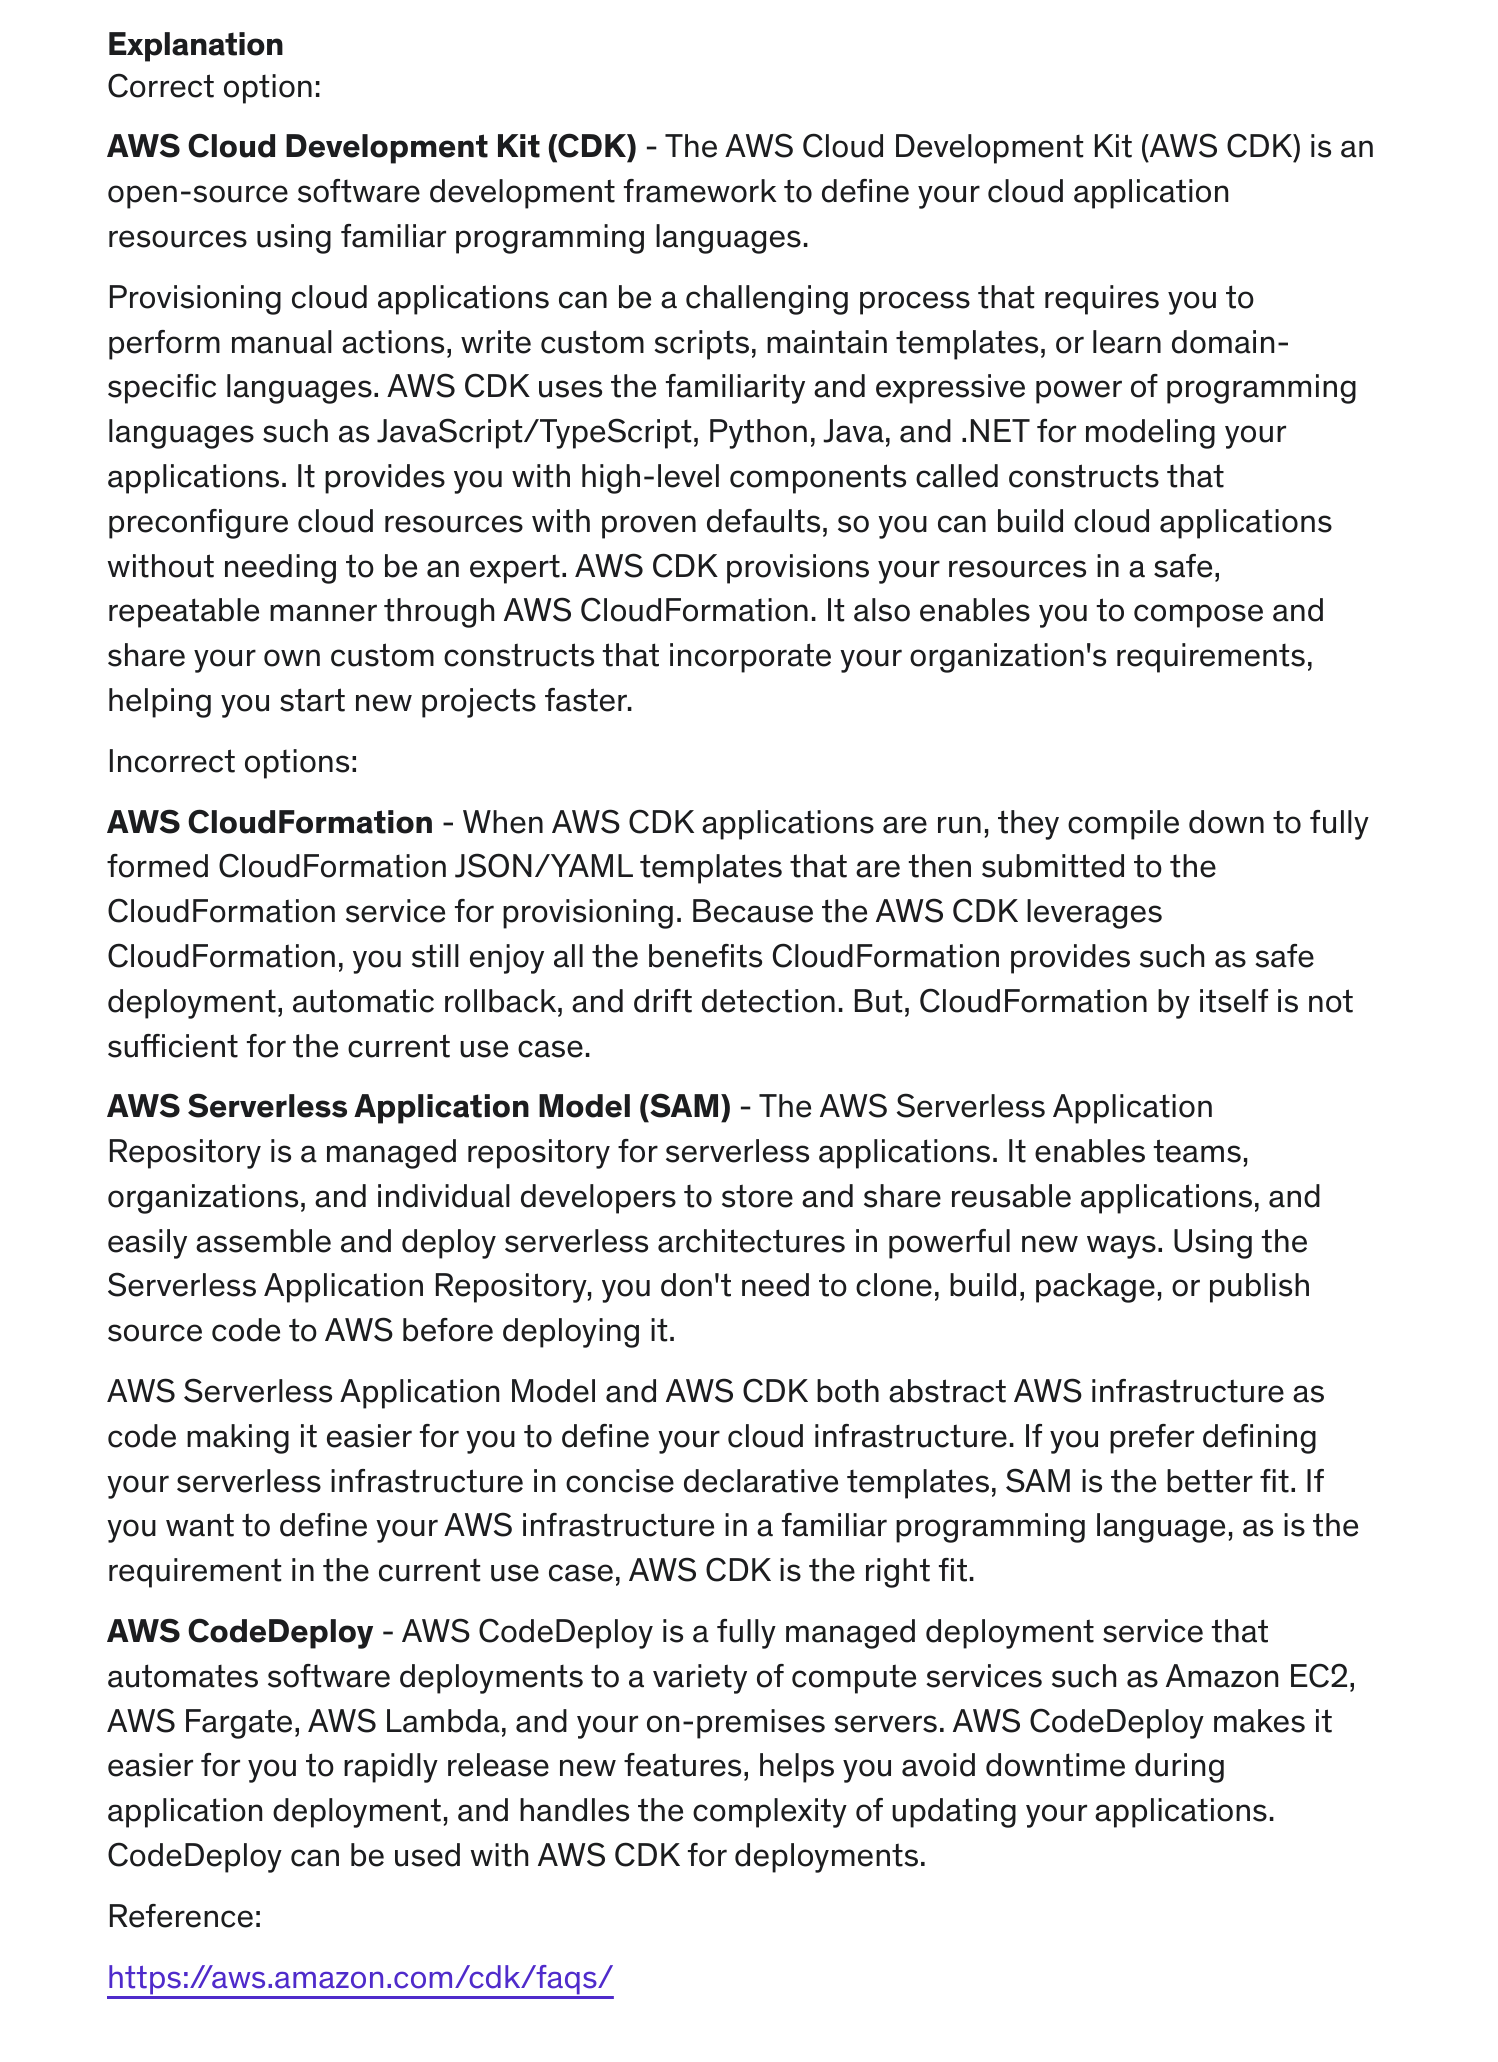 Explanation
Correct option:
AWS Cloud Development Kit (CDK) - The AWS Cloud Development Kit (AWS CDK) is an
open-source software development framework to define your cloud application
resources using familiar programming languages.
Provisioning cloud applications can be a challenging process that requires you to
perform manual actions, write custom scripts, maintain templates, or learn domain-
specific languages. AWS CDK uses the familiarity and expressive power of programming
languages such as JavaScript/TypeScript, Python, Java, and .NET for modeling your
applications. It provides you with high-level components called constructs that
preconfigure cloud resources with proven defaults, so you can build cloud applications
without needing to be an expert. AWS CDK provisions your resources in a safe,
repeatable manner through AWS CloudFormation. It also enables you to compose and
share your own custom constructs that incorporate your organization's requirements,
helping you start new projects faster.
Incorrect options:
AWS CloudFormation - When AWS CDK applications are run, they compile down to fully
formed CloudFormation JSON/YAML templates that are then submitted to the
CloudFormation service for provisioning. Because the AWS CDK leverages
CloudFormation, you still enjoy all the benefits CloudFormation provides such as safe
deployment, automatic rollback, and drift detection. But, CloudFormation by itself is not
sufficient for the current use case.
AWS Serverless Application Model (SAM) - The AWS Serverless Application
Repository is a managed repository for serverless applications. It enables teams,
organizations, and individual developers to store and share reusable applications, and
easily assemble and deploy serverless architectures in powerful new ways. Using the
Serverless Application Repository, you don't need to clone, build, package, or publish
source code to AWS before deploying it.
AWS Serverless Application Model and AWS CDK both abstract AWS infrastructure as
code making it easier for you to define your cloud infrastructure. If you prefer defining
your serverless infrastructure in concise declarative templates, SAM is the better fit. If
you want to define your AWS infrastructure in a familiar programming language, as is the
requirement in the current use case, AWS CDK is the right fit.
AWS CodeDeploy - AWS CodeDeploy is a fully managed deployment service that
automates software deployments to a variety of compute services such as Amazon EC2,
AWS Fargate, AWS Lambda, and your on-premises servers. AWS CodeDeploy makes it
easier for you to rapidly release new features, helps you avoid downtime during
application deployment, and handles the complexity of updating your applications.
CodeDeploy can be used with AWS CDK for deployments.
Reference:
https://aws.amazon.com/cdk/faqs/